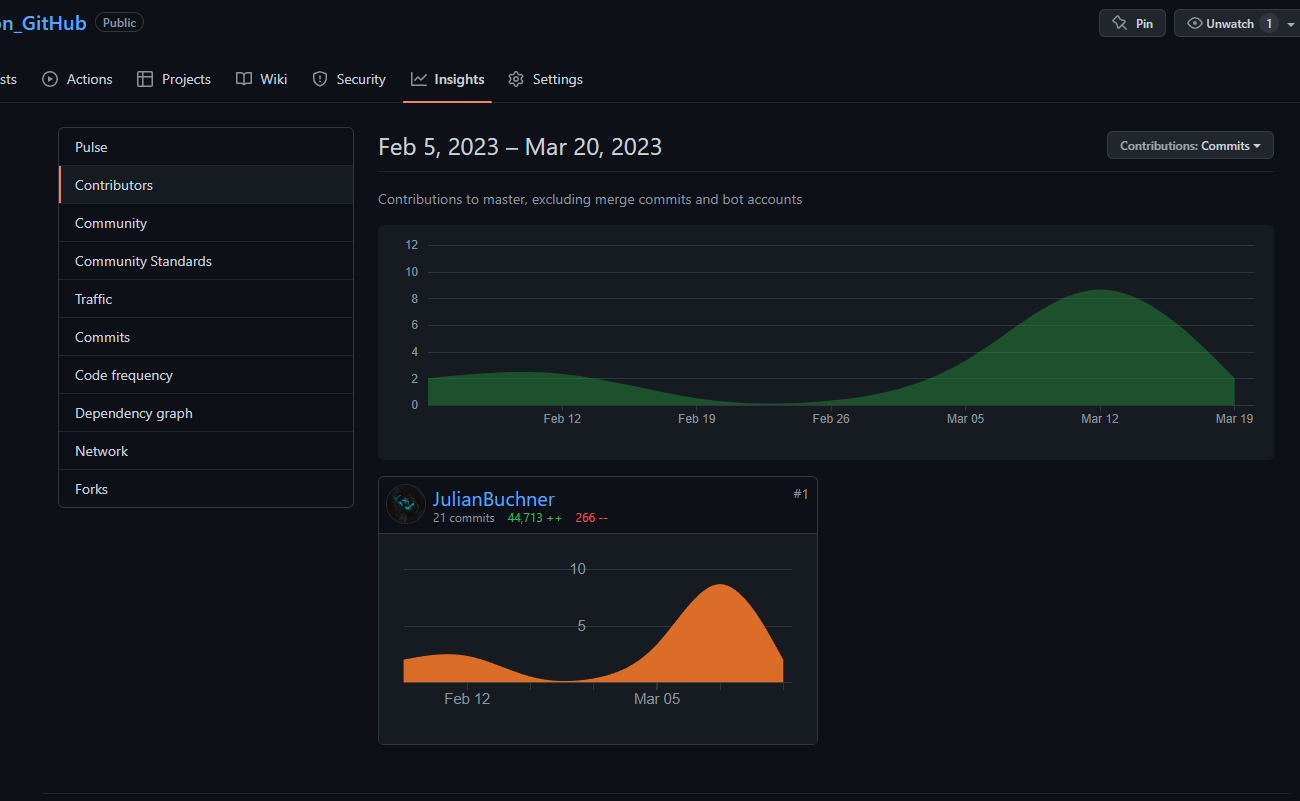 on_GitHub Public Pin Unwatch 1
sts Actions Projects Wiki Security Insights Settings
Pulse
Contributors
Community
Community Standards
Traffic
Commits
Code frequency
Dependency graph
Network
Forks
Feb 5, 2023 – Mar 20, 2023
Contributions: Commits
Contributions to master, excluding merge commits and bot accounts
12
10
8
6
4
2
0
Feb 12 Feb 19 Feb 26 Mar 05 Mar 12 Mar 19
JulianBuchner #1
21 commits 44,713 ++ 266 --
10
5
Feb 12 Mar 05